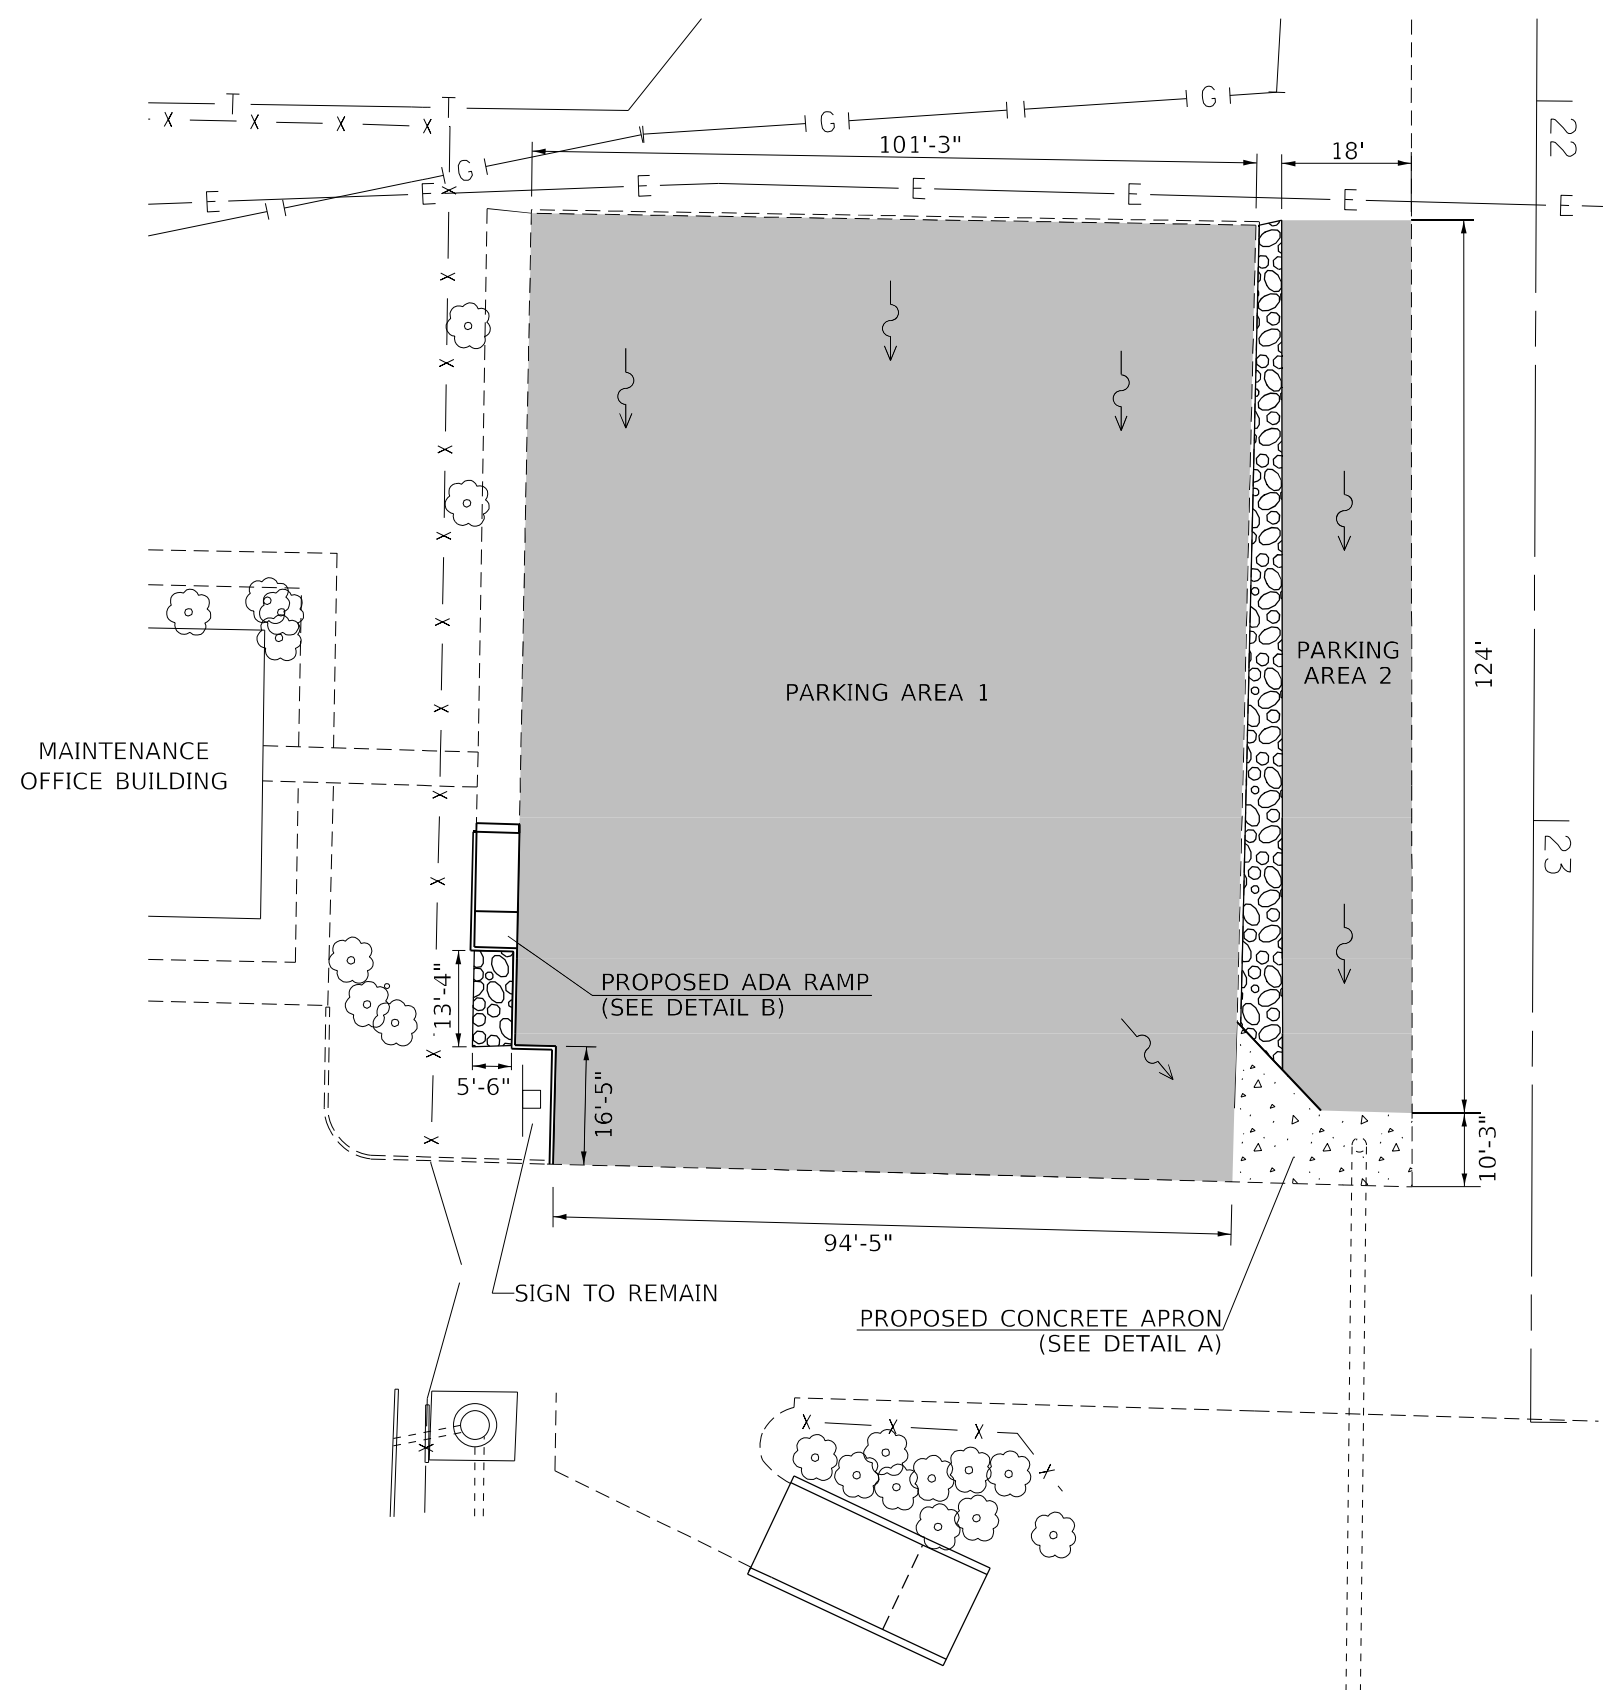 T T
X X X X
G I I G
101'-3" 18'
22
G
E E X E E E E E
I I
X
X
X
X
X
PARKING
AREA 2
124'
PARKING AREA 1
X
MAINTENANCE
OFFICE BUILDING
X
23
X
PROPOSED ADA RAMP
(SEE DETAIL B)
13'-4"
X
5'-6"
16'-5"
X
10'-3"
94'-5"
SIGN TO REMAIN
PROPOSED CONCRETE APRON
(SEE DETAIL A)
X X X
X X